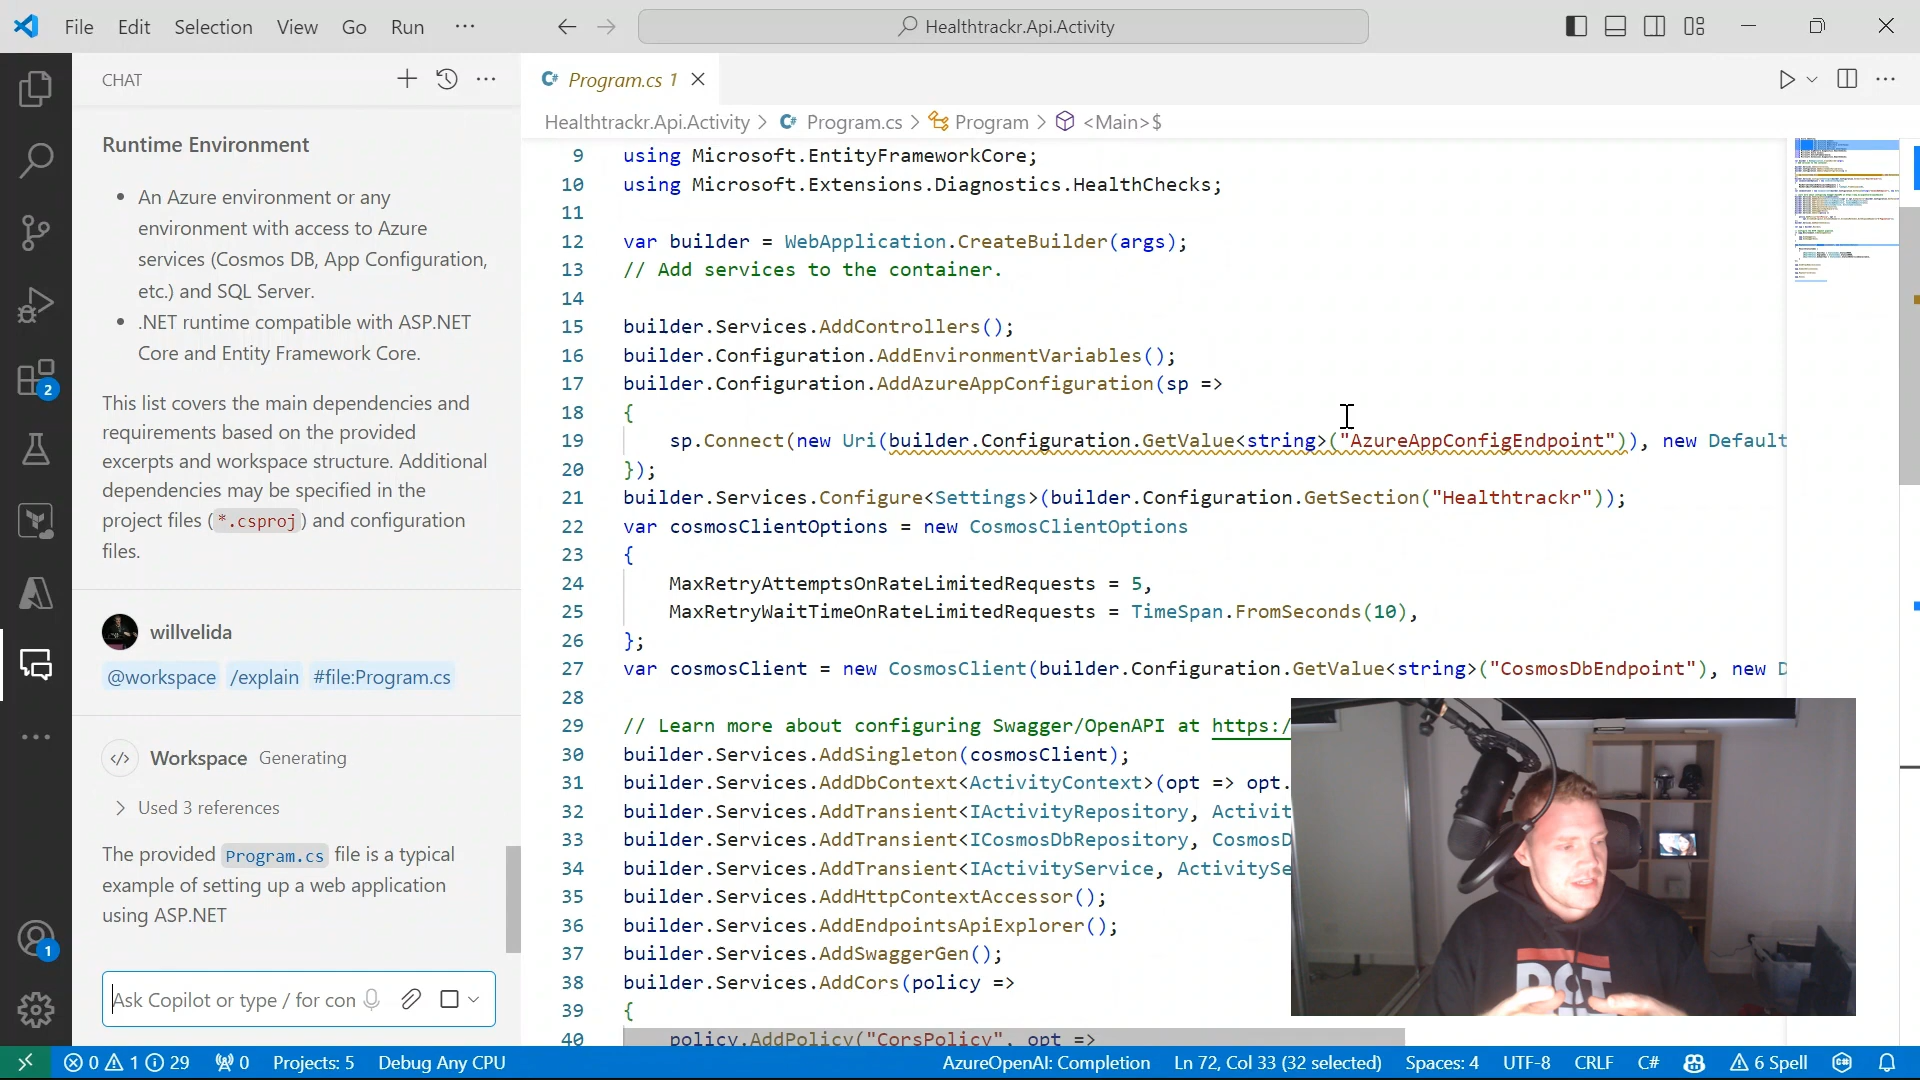 File Edit Selection View Go Run ···
Healthtrackr.Api.Activity
CHAT
Runtime Environment
• An Azure environment or any
environment with access to Azure
services (Cosmos DB, App Configuration,
etc.) and SQL Server.
• .NET runtime compatible with ASP.NET
Core and Entity Framework Core.
This list covers the main dependencies and
requirements based on the provided
excerpts and workspace structure. Additional
dependencies may be specified in the
project files (*.csproj) and configuration
files.
willvelida
@workspace /explain #file:Program.cs
Workspace Generating
> Used 3 references
The provided Program.cs file is a typical
example of setting up a web application
using ASP.NET
Ask Copilot or type / for con
2
1
C# Program.cs 1
Healthtrackr.Api.Activity > C# Program.cs > Program > <Main>$
9 using Microsoft.EntityFrameworkCore;
10 using Microsoft.Extensions.Diagnostics.HealthChecks;
11
12 var builder = WebApplication.CreateBuilder(args);
13 // Add services to the container.
14
15 builder.Services.AddControllers();
16 builder.Configuration.AddEnvironmentVariables();
17 builder.Configuration.AddAzureAppConfiguration(sp =>
18 {
19 sp.Connect(new Uri(builder.Configuration.GetValue<string>("AzureAppConfigEndpoint")), new Default
20 });
21 builder.Services.Configure<Settings>(builder.Configuration.GetSection("Healthtrackr"));
22 var cosmosClientOptions = new CosmosClientOptions
23 {
24 MaxRetryAttemptsOnRateLimitedRequests = 5,
25 MaxRetryWaitTimeOnRateLimitedRequests = TimeSpan.FromSeconds(10),
26 };
27 var cosmosClient = new CosmosClient(builder.Configuration.GetValue<string>("CosmosDbEndpoint"), new D
28
29 // Learn more about configuring Swagger/OpenAPI at https:/
30 builder.Services.AddSingleton(cosmosClient);
31 builder.Services.AddDbContext<ActivityContext>(opt => opt.
32 builder.Services.AddTransient<IActivityRepository, Activit
33 builder.Services.AddTransient<ICosmosDbRepository, CosmosD
34 builder.Services.AddTransient<IActivityService, ActivitySe
35 builder.Services.AddHttpContextAccessor();
36 builder.Services.AddEndpointsApiExplorer();
37 builder.Services.AddSwaggerGen();
38 builder.Services.AddCors(policy =>
39 {
40 policy.AddPolicy("CorsPolicy", opt =>
0 1 29 0 Projects: 5 Debug Any CPU AzureOpenAI: Completion Ln 72, Col 33 (32 selected) Spaces: 4 UTF-8 CRLF C# 6 Spell